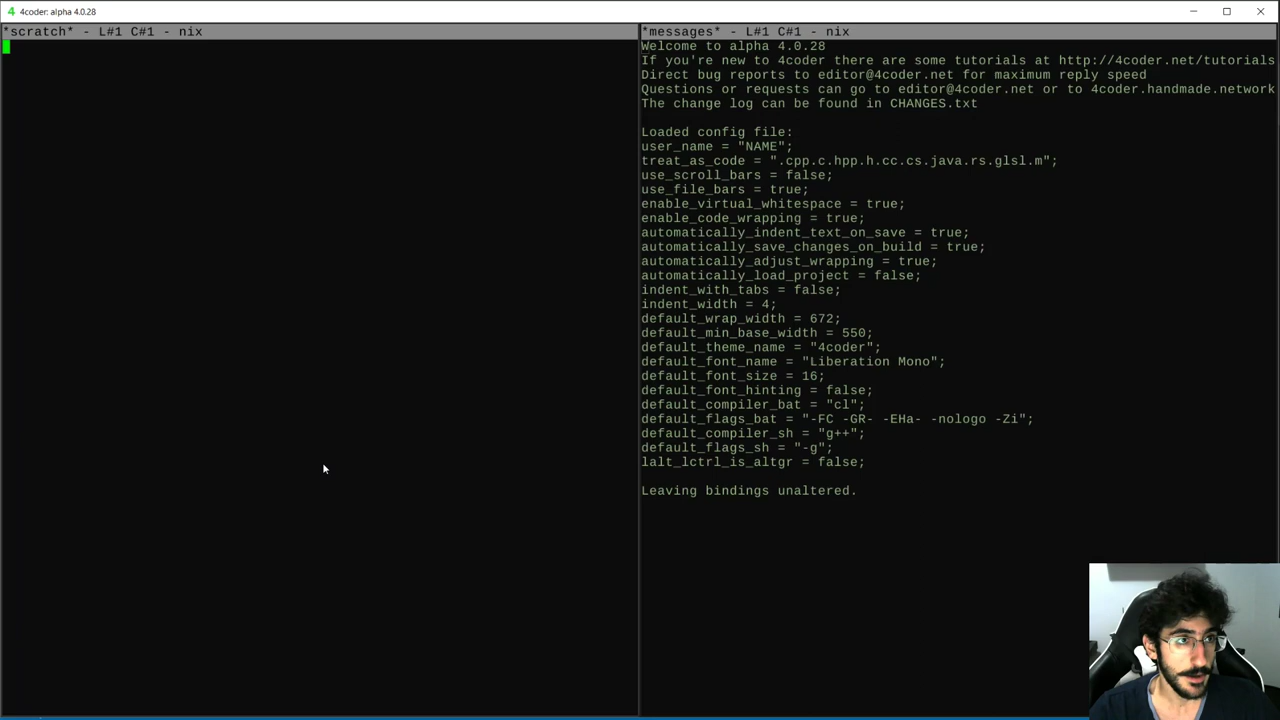 4 4coder: alpha 4.0.28
*scratch* - L#1 C#1 - nix
*messages* - L#1 C#1 - nix
Welcome to alpha 4.0.28
If you're new to 4coder there are some tutorials at http://4coder.net/tutorials
Direct bug reports to editor@4coder.net for maximum reply speed
Questions or requests can go to editor@4coder.net or to 4coder.handmade.network
The change log can be found in CHANGES.txt
Loaded config file:
user_name = "NAME";
treat_as_code = ".cpp.c.hpp.h.cc.cs.java.rs.glsl.m";
use_scroll_bars = false;
use_file_bars = true;
enable_virtual_whitespace = true;
enable_code_wrapping = true;
automatically_indent_text_on_save = true;
automatically_save_changes_on_build = true;
automatically_adjust_wrapping = true;
automatically_load_project = false;
indent_with_tabs = false;
indent_width = 4;
default_wrap_width = 672;
default_min_base_width = 550;
default_theme_name = "4coder";
default_font_name = "Liberation Mono";
default_font_size = 16;
default_font_hinting = false;
default_compiler_bat = "cl";
default_flags_bat = "-FC -GR- -EHa- -nologo -Zi";
default_compiler_sh = "g++";
default_flags_sh = "-g";
lalt_lctrl_is_altgr = false;
Leaving bindings unaltered.